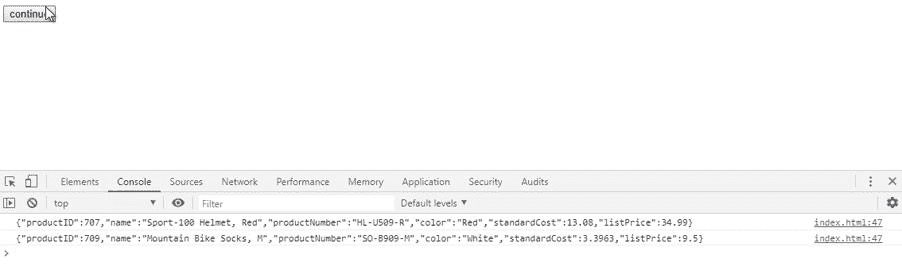 continue
Elements Console Sources Network Performance Memory Application Security Audits
top Filter Default levels
{"productID":707,"name":"Sport-100 Helmet, Red","productNumber":"HL-U509-R","color":"Red","standardCost":13.08,"listPrice":34.99} index.html:47
{"productID":709,"name":"Mountain Bike Socks, M","productNumber":"SO-B909-M","color":"White","standardCost":3.3963,"listPrice":9.5} index.html:47